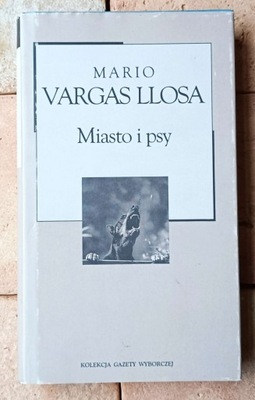 MARIO
VARGAS LLOSA
Miasto i psy
KOLEKCJA GAZETY WYBORCZEJ